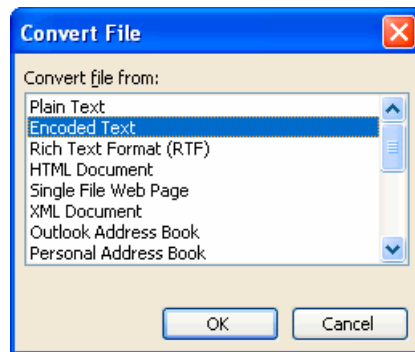 Convert File
Convert file from:
Plain Text
Encoded Text
Rich Text Format (RTF)
HTML Document
Single File Web Page
XML Document
Outlook Address Book
Personal Address Book
OK
Cancel